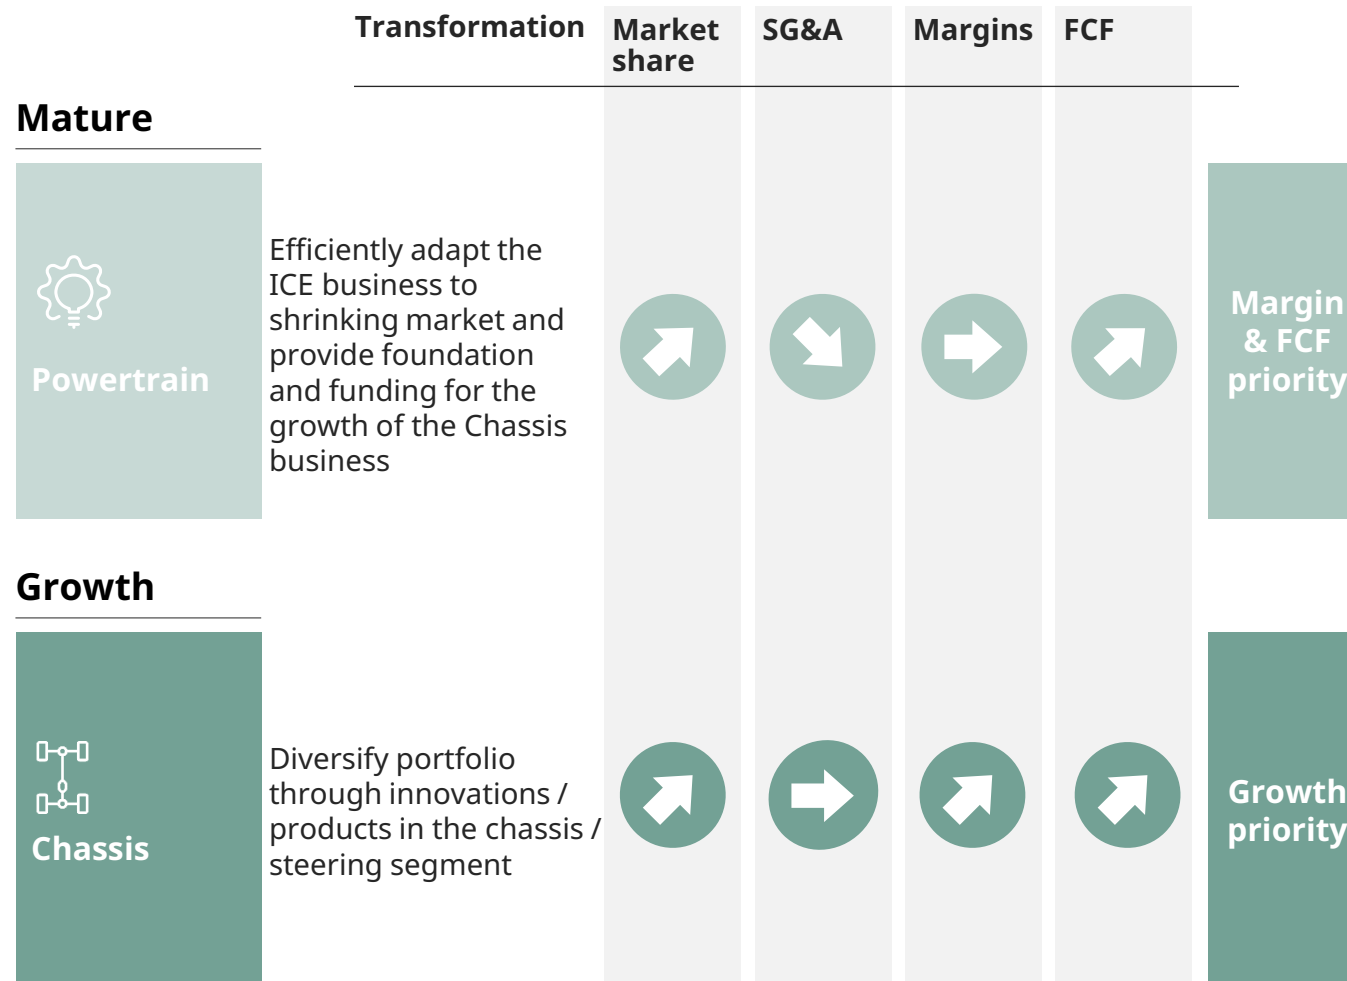 Transformation
Market
share
SG&A
Margins
FCF
Mature
Powertrain
Efficiently adapt the
ICE business to
shrinking market and
provide foundation
and funding for the
growth of the Chassis
business
Margin
& FCF
priority
Growth
Chassis
Diversify portfolio
through innovations /
products in the chassis /
steering segment
Growth
priority